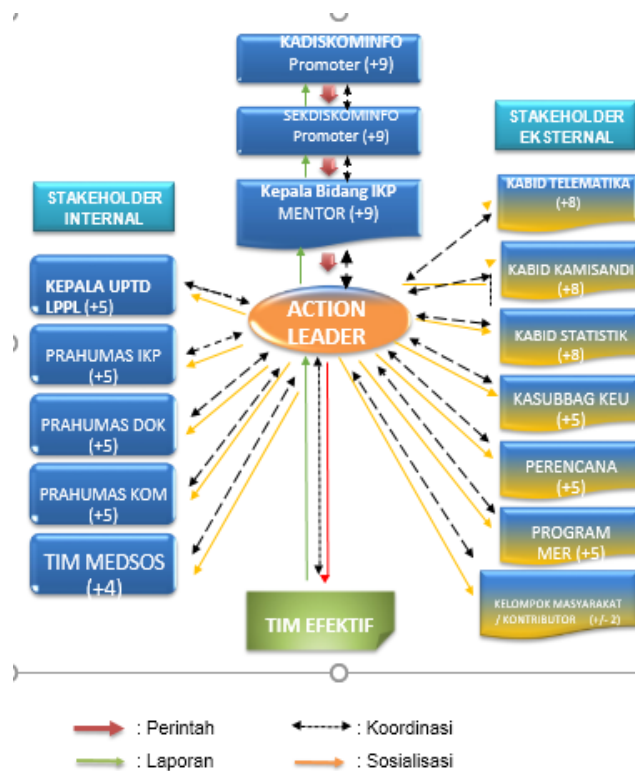 KADISKOMINFO
Promoter (+9)
SEKDISKOMINFO
Promoter (+9)
Kepala Bidang IKP
MENTOR (+9)
STAKEHOLDER
INTERNAL
KEPALA UPTD
LPPL (+5)
PRAHUMAS IKP
(+5)
PRAHUMAS DOK
(+5)
PRAHUMAS KOM
(+5)
TIM MEDSOS
(+4)
ACTION
LEADER
TIM EFEKTIF
STAKEHOLDER
EKSTERNAL
KABID TELEMATIKA
(+8)
KABID KAMISANDI
(+8)
KABID STATISTIK
(+8)
KASUBBAG KEU
(+5)
PERENCANA
(+5)
PROGRAM
MER (+5)
KELOMPOK MASYARAKAT
/ KONTRIBUTOR (+/- 2)
: Perintah
: Koordinasi
: Laporan
: Sosialisasi